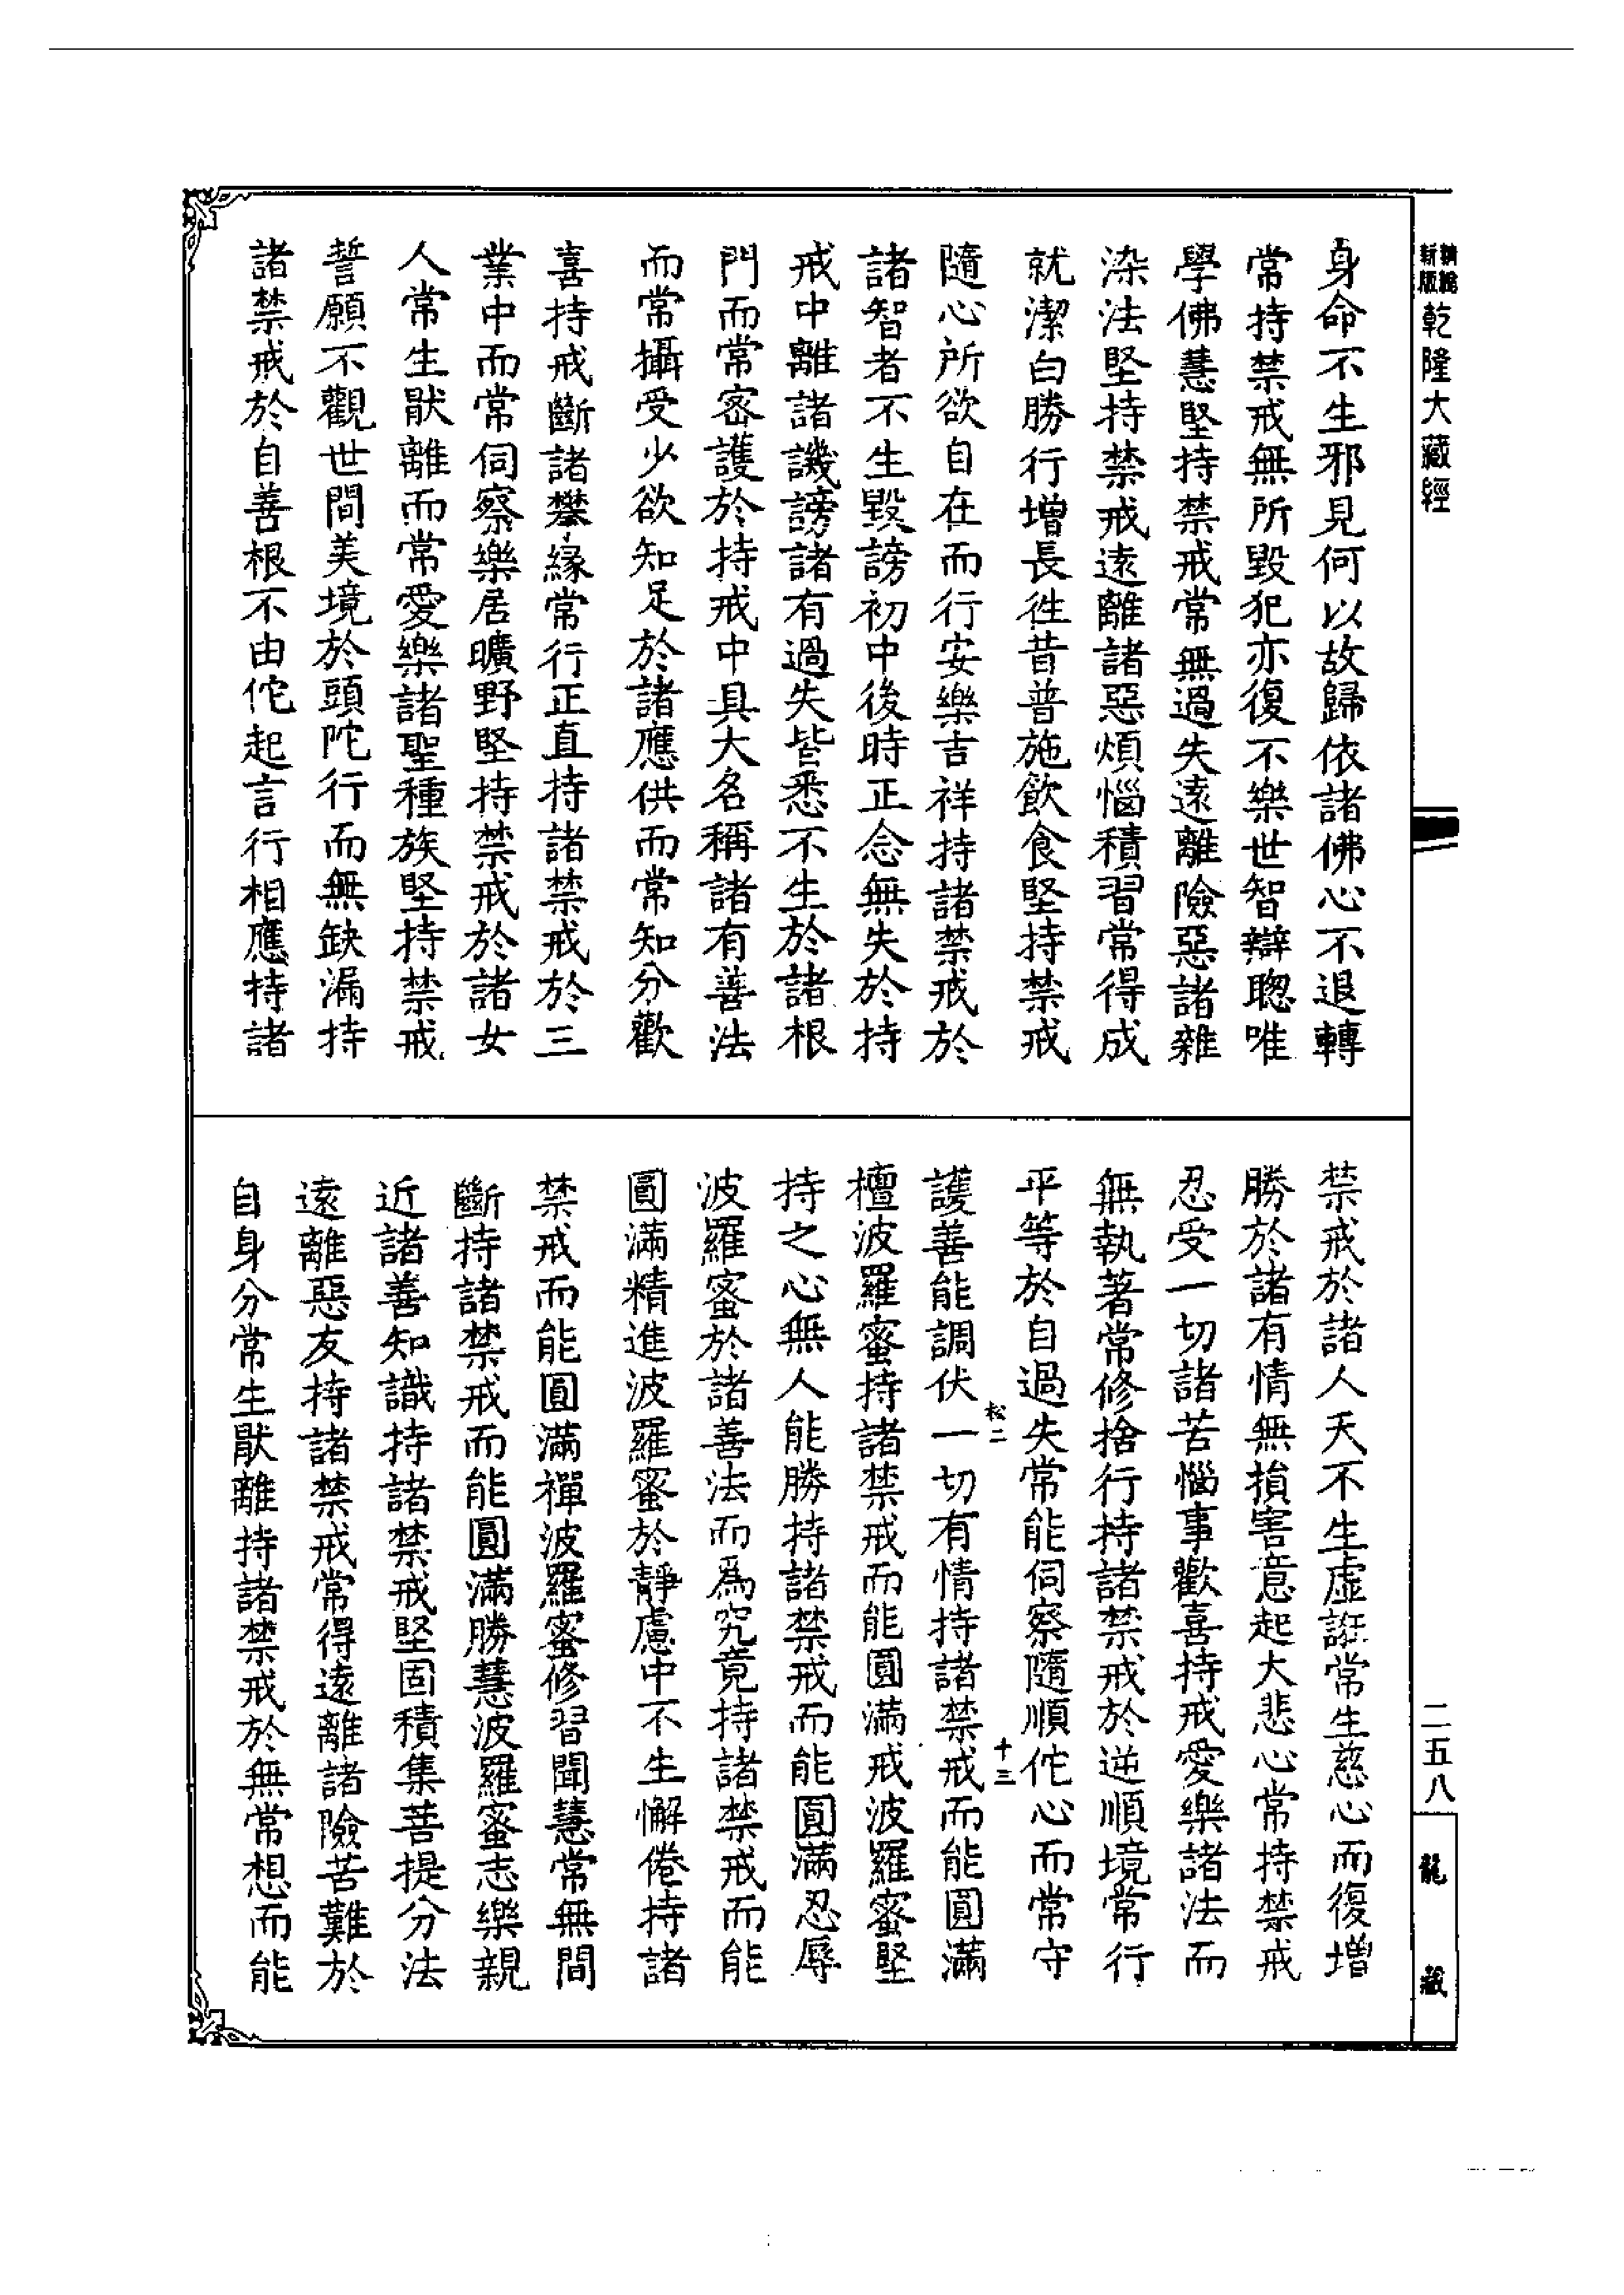 新版
乾隆大藏經
身命不生邪見何以故歸依諸佛心不退轉
常持禁戒無所毀犯亦復不樂世智辯聰唯
學佛慧堅持禁戒常無過失遠離險惡諸雜
染法堅持禁戒遠離諸惡煩惱積習常得成
就潔白勝行增長徃昔普施飲食堅持禁戒
隨心所欲自在而行安樂吉祥持諸禁戒於
諸智者不生毀謗初中後時正念無失於持
戒中離諸譏謗諸有過失皆悉不生於諸根
門而常密護於持戒中具大名稱諸有善法
而常攝受少欲知足於諸應供而常知分歡
喜持戒斷諸攀緣常行正直持諸禁戒於三
業中而常伺察樂居曠野堅持禁戒於諸女
人常生猒離而常愛樂諸聖種族堅持禁戒
誓願不觀世間美境於頭陀行而無缺漏持
諸禁戒於自善根不由佗起言行相應持諸
禁戒於諸人天不生虛誑常生慈心而復增
勝於諸有情無損害意起大悲心常持禁戒
忍受一切諸苦惱事歡喜持戒愛樂諸法而
無執著常修捨行持諸禁戒於逆順境常行
平等於自過失常能伺察隨順佗心而常守
松二
十三
護善能調伏一切有情持諸禁戒而能圓滿
檀波羅蜜持諸禁戒而能圓滿戒波羅蜜堅
持之心無人能勝持諸禁戒而能圓滿忍辱
波羅蜜於諸善法而為究竟持諸禁戒而能
圓滿精進波羅蜜於靜慮中不生懈倦持諸
禁戒而能圓滿禪波羅蜜修習聞慧常無間
斷持諸禁戒而能圓滿勝慧波羅蜜志樂親
近諸善知識持諸禁戒堅固積集菩提分法
遠離惡友持諸禁戒常得遠離諸險苦難於
自身分常生猒離持諸禁戒於無常想而能
二五八
龍藏